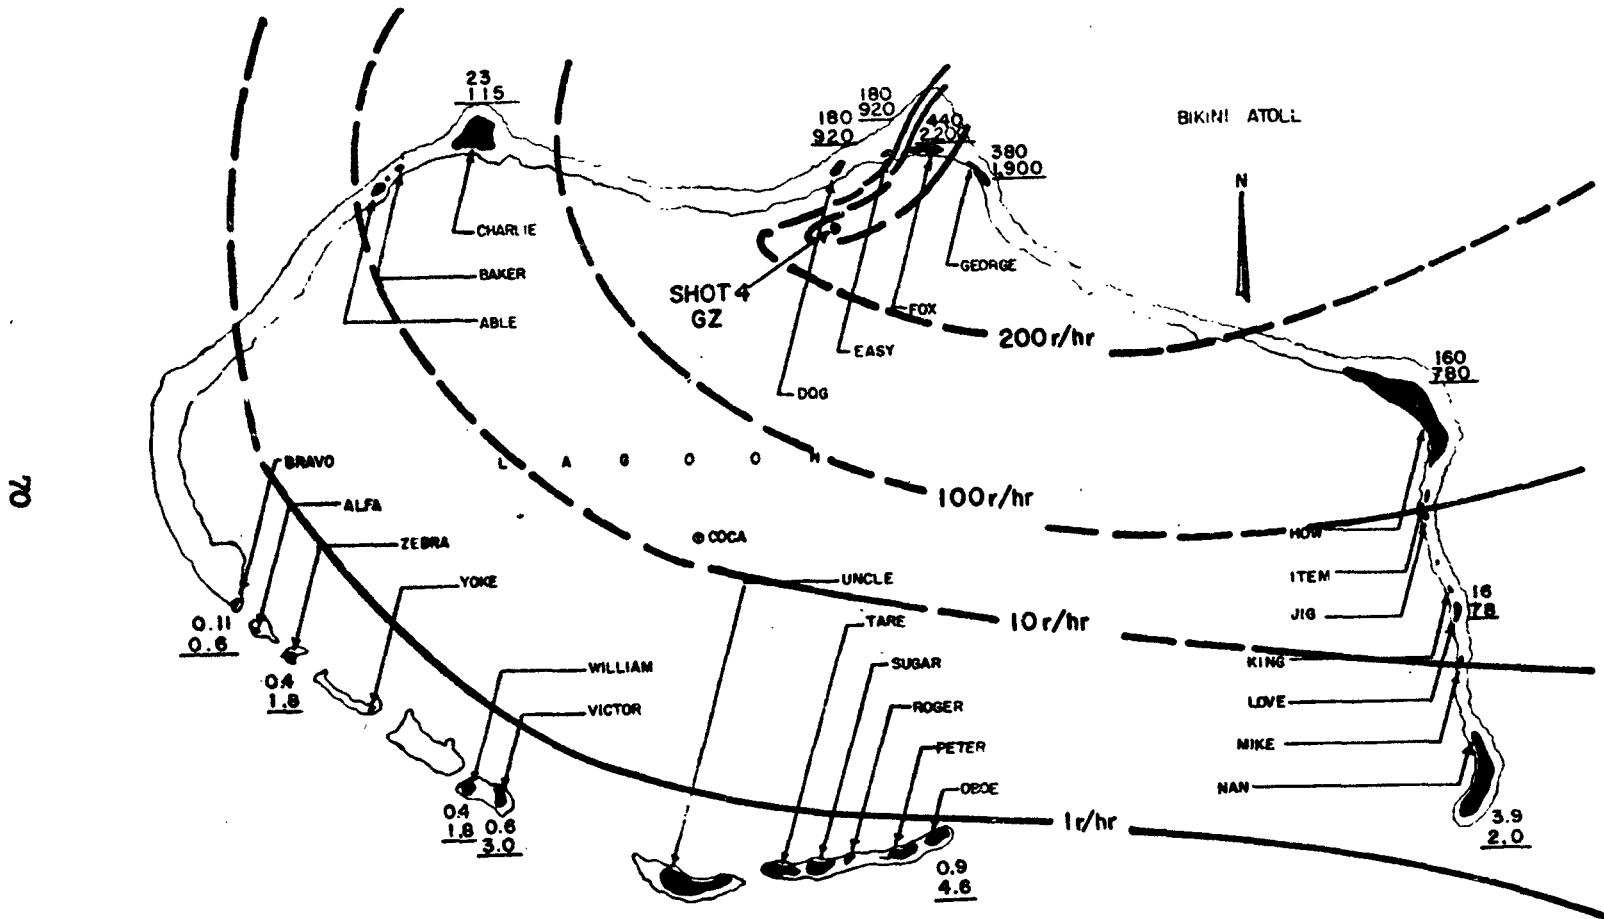 23
115
180
920
180
920
440
2200
380
1,900
BIKINI ATOLL
N
CHARLIE
BAKER
ABLE
GEORGE
SHOT 4
GZ
FOX
EASY
DOG
200 r/hr
160
780
BRAVO
L A G O O N
ALFA
ZEBRA
YOKE
100 r/hr
COCA
HOW
ITEM
JIG
UNCLE
TARE
10 r/hr
16
78
0.11
0.6
0.4
1.8
WILLIAM
VICTOR
SUGAR
ROGER
PETER
OBOE
KING
LOVE
MIKE
NAN
0.4
1.8
0.6
3.0
1 r/hr
0.9
4.6
3.9
2.0
70